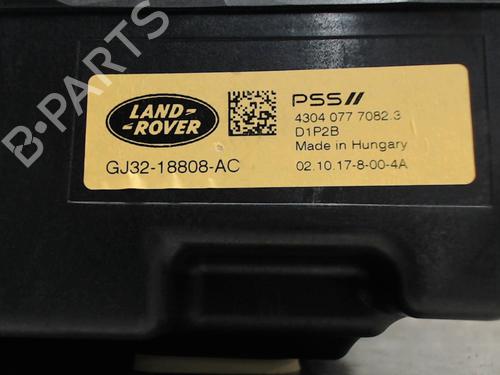 B-PARTS
LAND-
-ROVER
GJ32-18808-AC
PSS//
4304 077 7082.3
D1P2B
Made in Hungary
02.10.17-8-00-4A